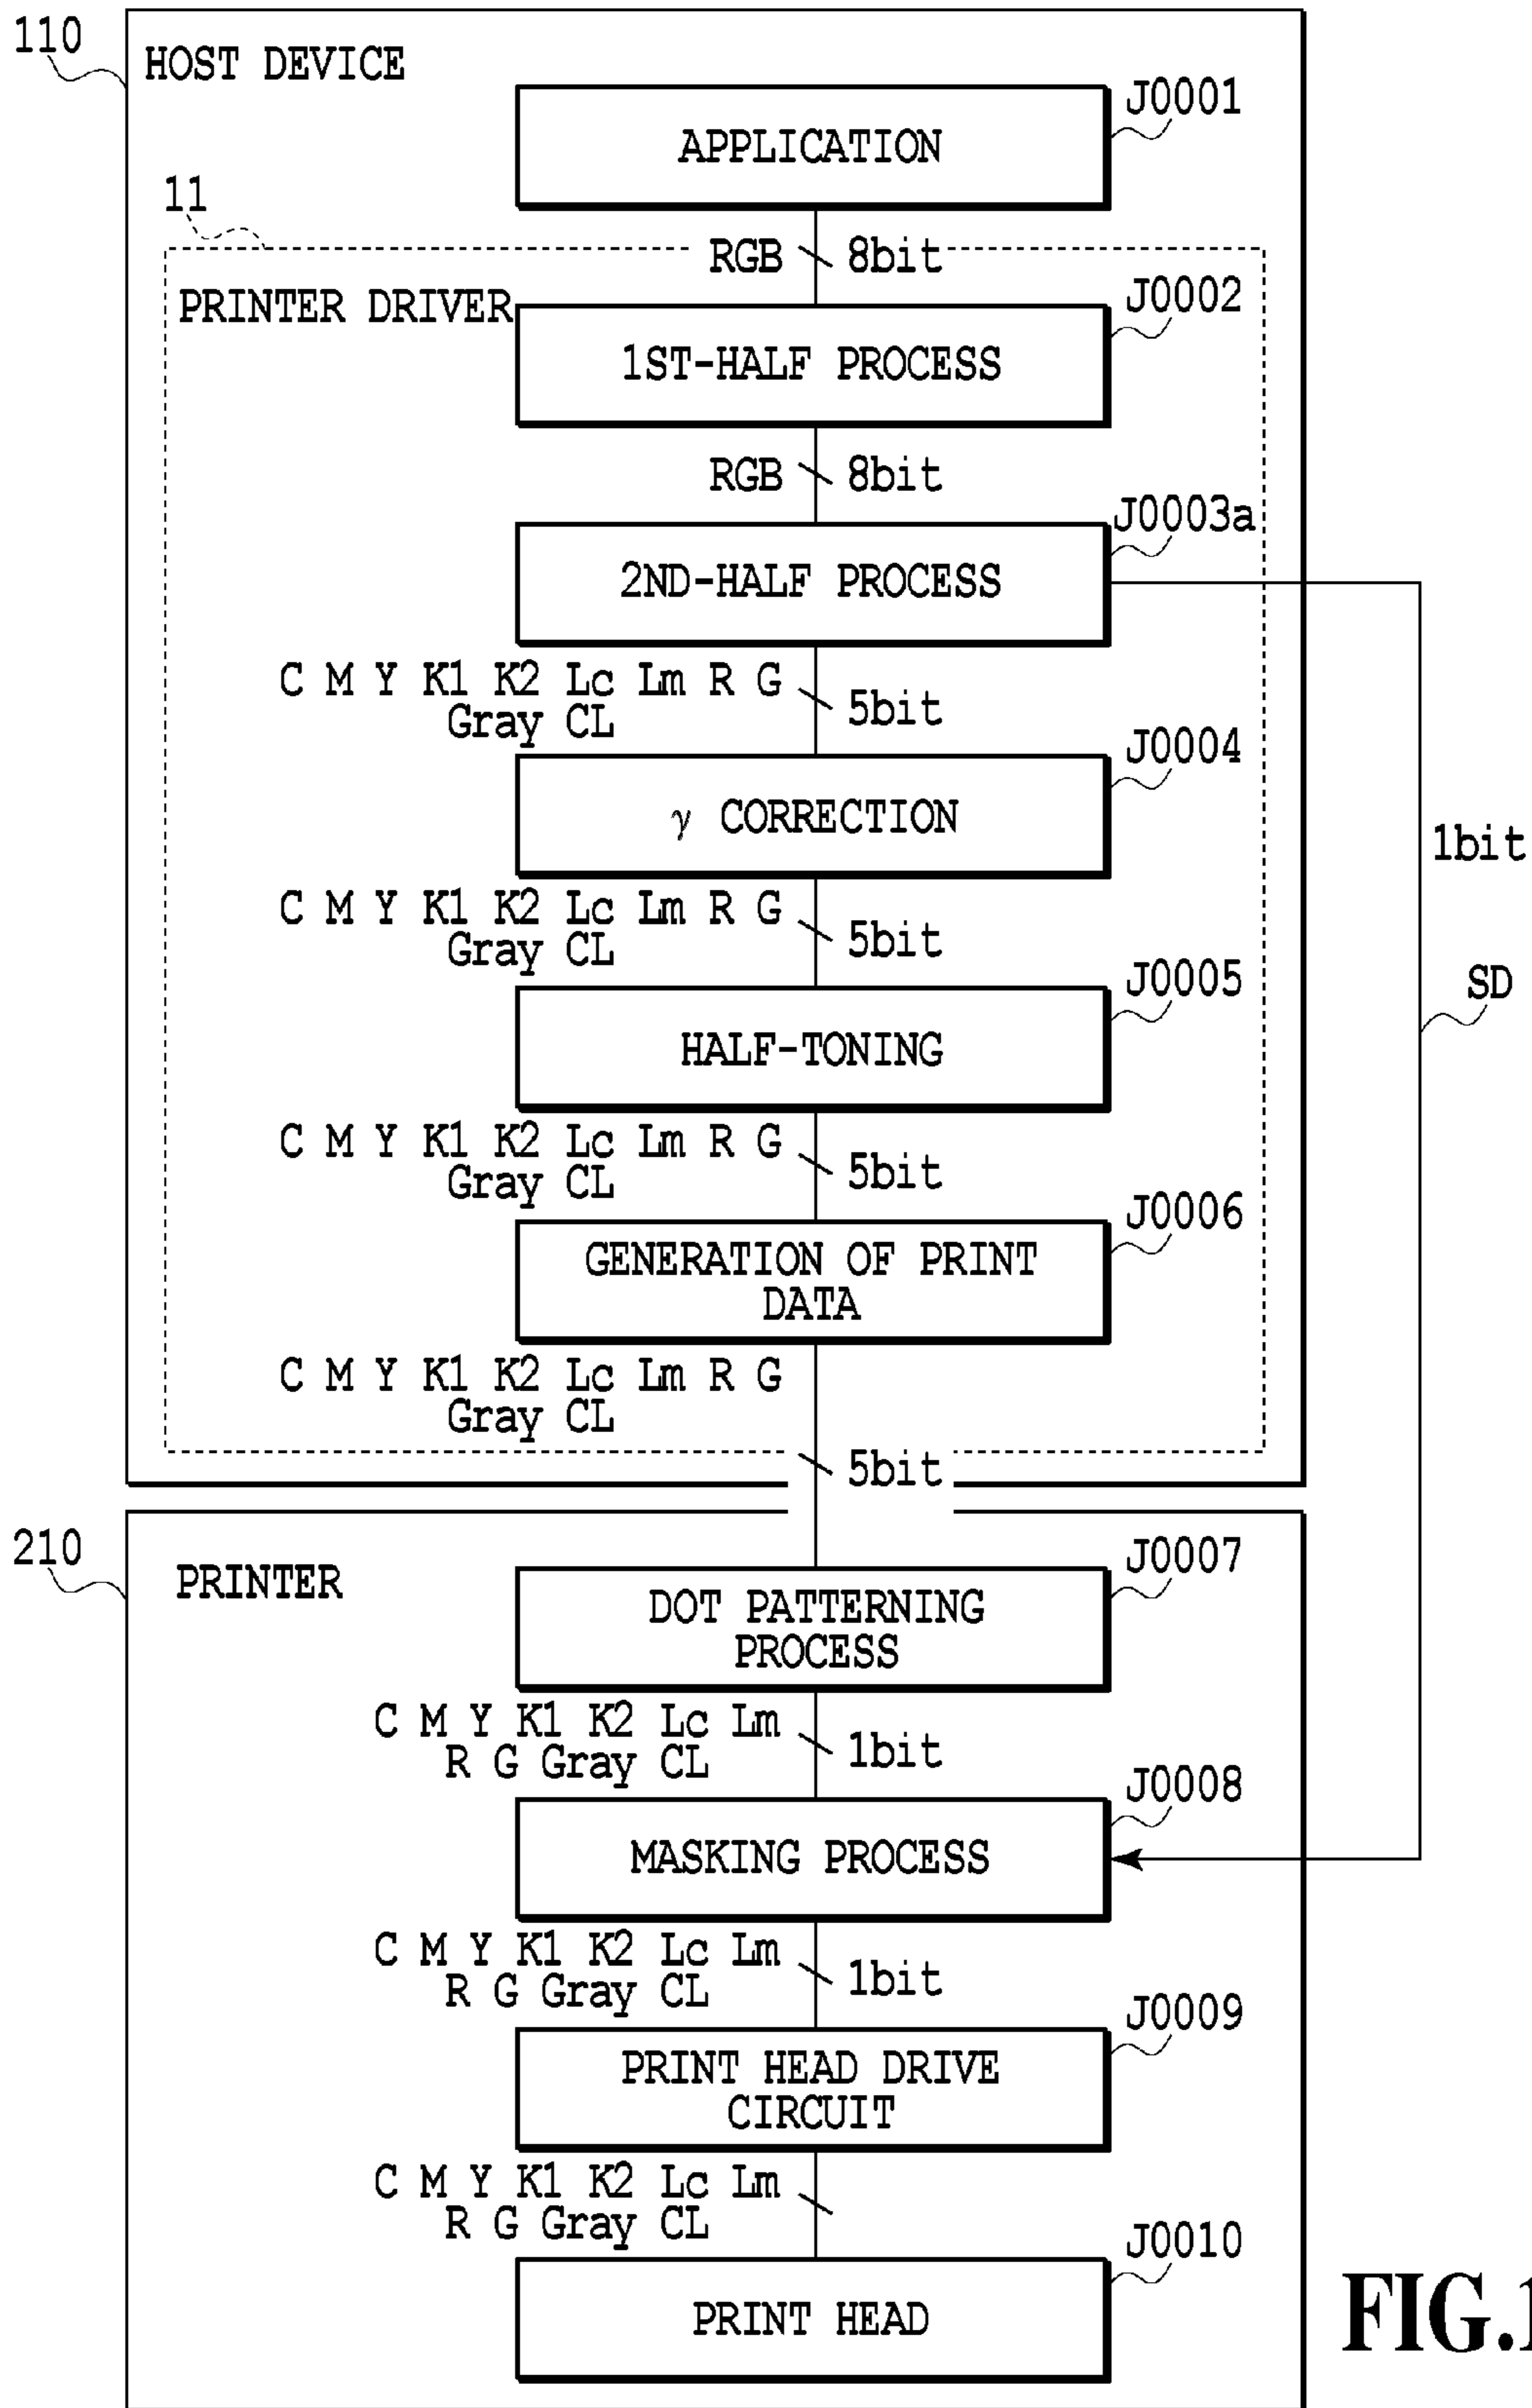 110
HOST DEVICE
J0001
APPLICATION
11
RGB 8bit
PRINTER DRIVER
J0002
1ST-HALF PROCESS
RGB 8bit
J0003a
2ND-HALF PROCESS
C M Y K1 K2 Lc Lm R G
Gray CL
5bit
J0004
γ CORRECTION
1bit
C M Y K1 K2 Lc Lm R G
Gray CL
5bit
SD
J0005
HALF-TONING
C M Y K1 K2 Lc Lm R G
Gray CL
5bit
J0006
GENERATION OF PRINT
DATA
C M Y K1 K2 Lc Lm R G
Gray CL
5bit
210
PRINTER
J0007
DOT PATTERNING
PROCESS
C M Y K1 K2 Lc Lm
R G Gray CL
1bit
J0008
MASKING PROCESS
C M Y K1 K2 Lc Lm
R G Gray CL
1bit
J0009
PRINT HEAD DRIVE
CIRCUIT
C M Y K1 K2 Lc Lm
R G Gray CL
J0010
PRINT HEAD
FIG.1